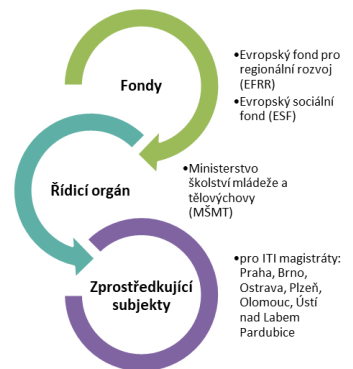 Fondy
•Evropský fond pro
regionální rozvoj
(EFRR)
•Evropský sociální
fond (ESF)
Řídicí orgán
•Ministerstvo
školství mládeže a
tělovýchovy
(MŠMT)
Zprostředkující
subjekty
•pro ITI magistráty:
Praha, Brno,
Ostrava, Plzeň,
Olomouc, Ústí
nad Labem
Pardubice